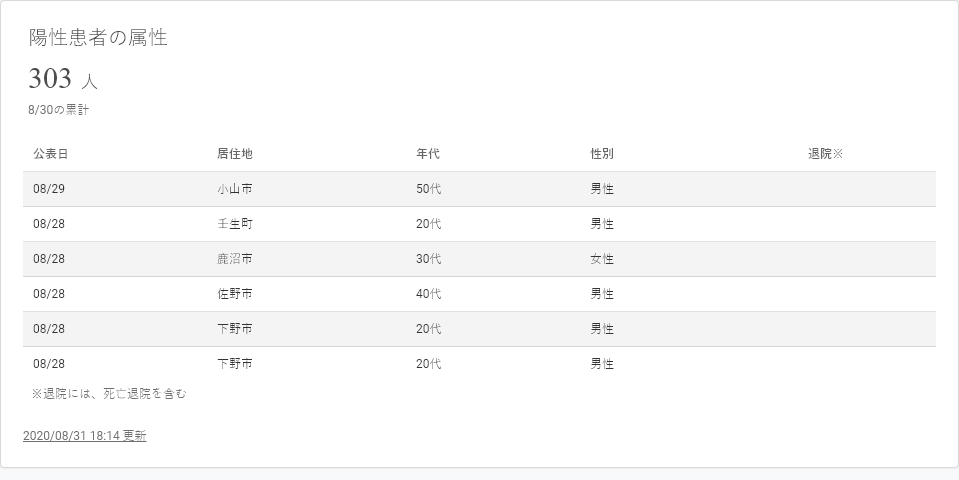 陽性患者の属性
303 人
8/30の累計
公表日 居住地 年代 性別 退院※
08/29 小山市 50代 男性
08/28 壬生町 20代 男性
08/28 鹿沼市 30代 女性
08/28 佐野市 40代 男性
08/28 下野市 20代 男性
08/28 下野市 20代 男性
※退院には、死亡退院を含む
2020/08/31 18:14 更新